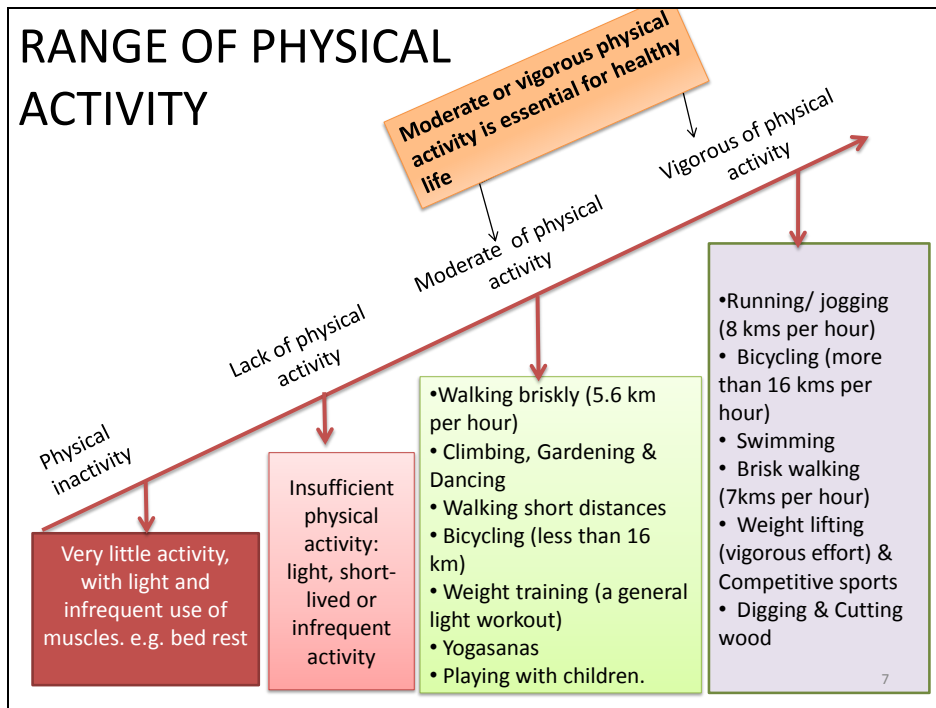 RANGE OF PHYSICAL
ACTIVITY
Moderate or vigorous physical
activity is essential for healthy
life
Vigorous of physical
activity
Moderate  of physical
activity
Lack of physical
activity
Physical
inactivity
Very little activity,
with light and
infrequent use of
muscles. e.g. bed rest
Insufficient
physical
activity:
light, short-
lived or
infrequent
activity
•Walking briskly (5.6 km
per hour)
• Climbing, Gardening &
Dancing
• Walking short distances
• Bicycling (less than 16
km)
• Weight training (a general
light workout)
• Yogasanas
• Playing with children.
•Running/ jogging
(8 kms per hour)
• Bicycling (more
than 16 kms per
hour)
• Swimming
• Brisk walking
(7kms per hour)
• Weight lifting
(vigorous effort) &
Competitive sports
• Digging & Cutting
wood
7